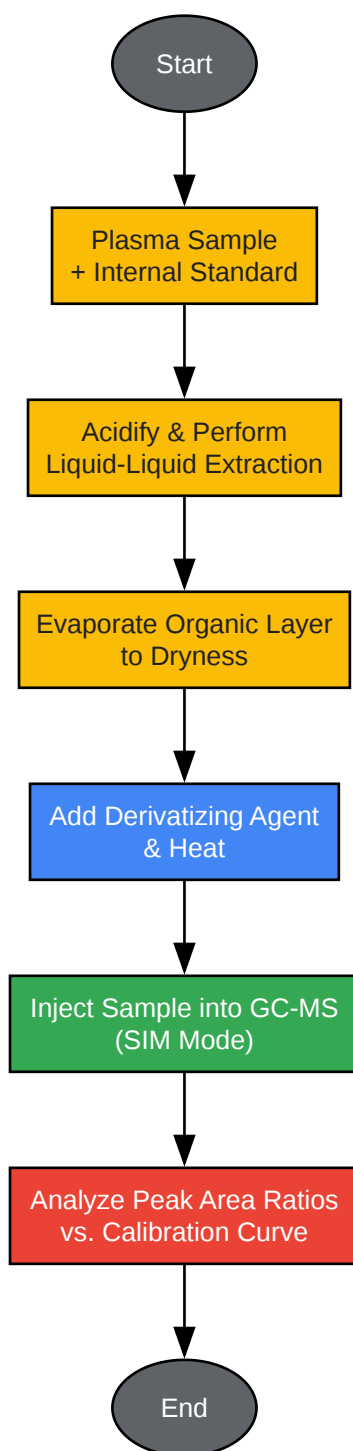 Start
Plasma Sample
+ Internal Standard
Acidify & Perform
Liquid-Liquid Extraction
Evaporate Organic Layer
to Dryness
Add Derivatizing Agent
& Heat
Inject Sample into GC-MS
(SIM Mode)
Analyze Peak Area Ratios
vs. Calibration Curve
End